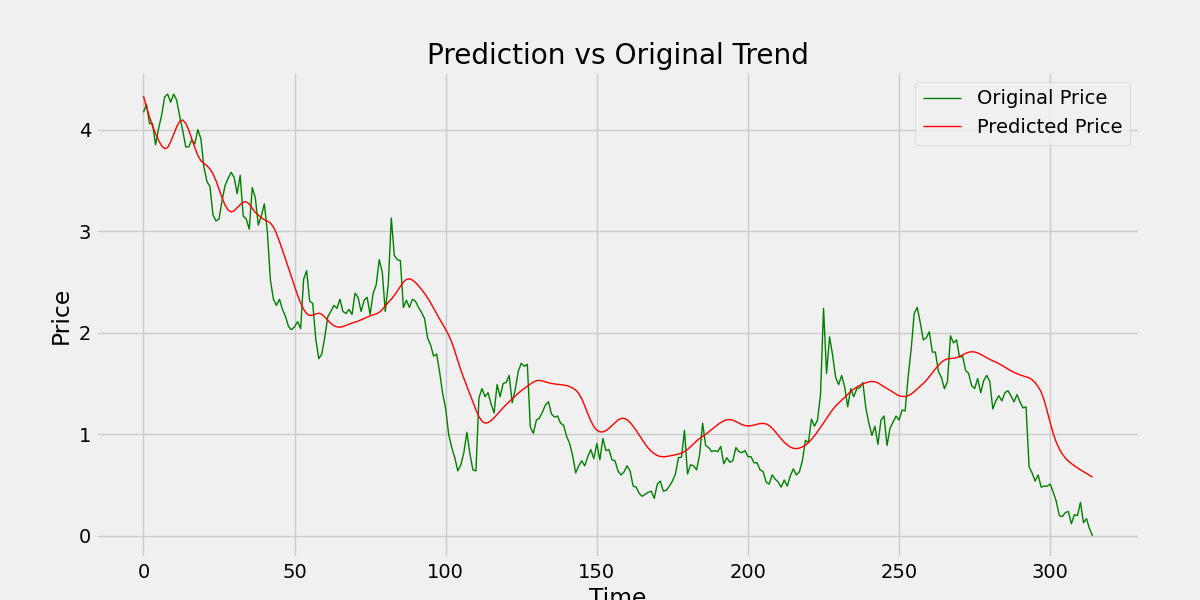 Prediction vs Original Trend
Original Price
Predicted Price
Price
4
3
2
1
0
0 50 100 150 200 250 300
Time